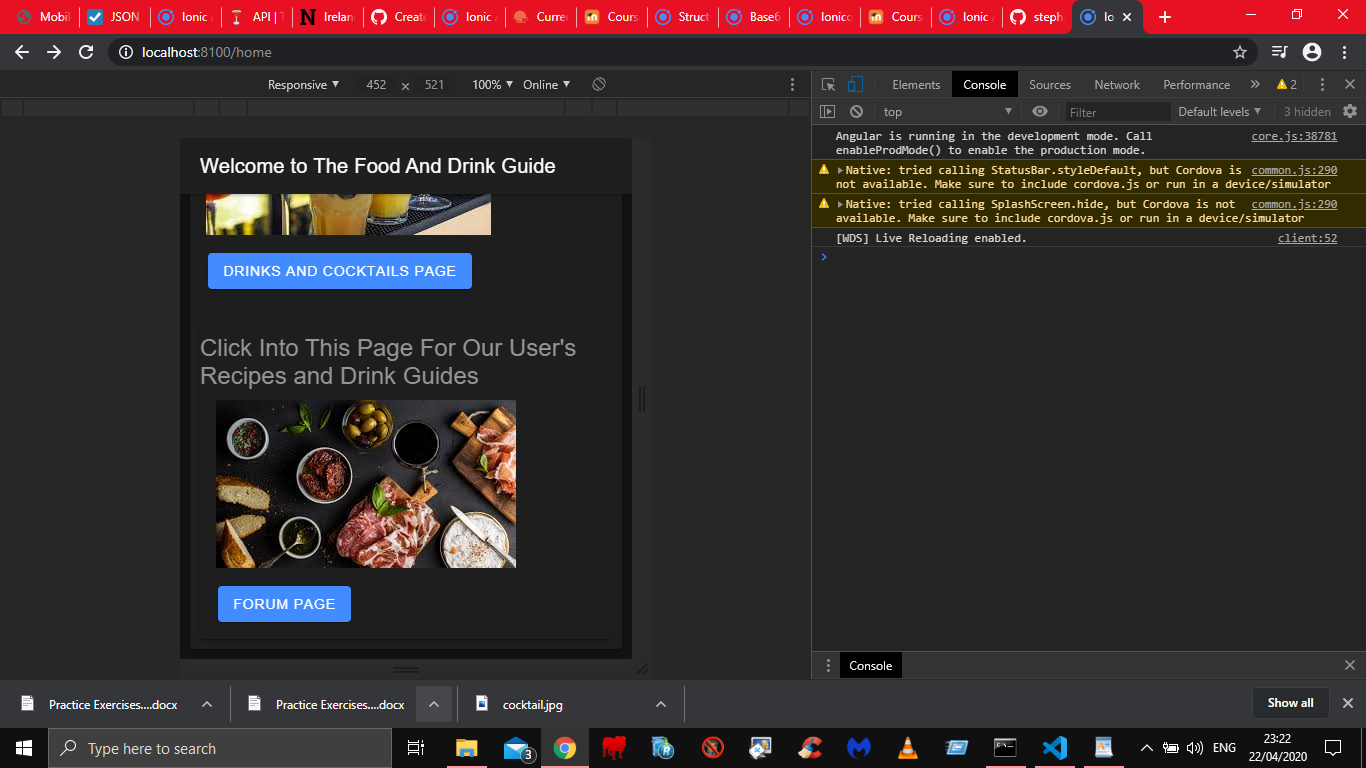 Mobil
JSON
Ionic A
API | T
Irelan
Creat
Ionic A
Curre
Cours
Struct
Base6
Ionico
Cours
Ionic A
steph
Io
localhost:8100/home
Responsive
452 × 521
100%
Online
Elements
Console
Sources
Network
Performance
2
top
Filter
Default levels
3 hidden
Angular is running in the development mode. Call core.js:38781
enableProdMode() to enable the production mode.
Native: tried calling StatusBar.styleDefault, but Cordova is common.js:290
not available. Make sure to include cordova.js or run in a device/simulator
Native: tried calling SplashScreen.hide, but Cordova is not common.js:290
available. Make sure to include cordova.js or run in a device/simulator
[WDS] Live Reloading enabled. client:52
Welcome to The Food And Drink Guide
DRINKS AND COCKTAILS PAGE
Click Into This Page For Our User's
Recipes and Drink Guides
FORUM PAGE
Console
Practice Exercises....docx
Practice Exercises....docx
cocktail.jpg
Show all
Type here to search
3
ENG
23:22
22/04/2020